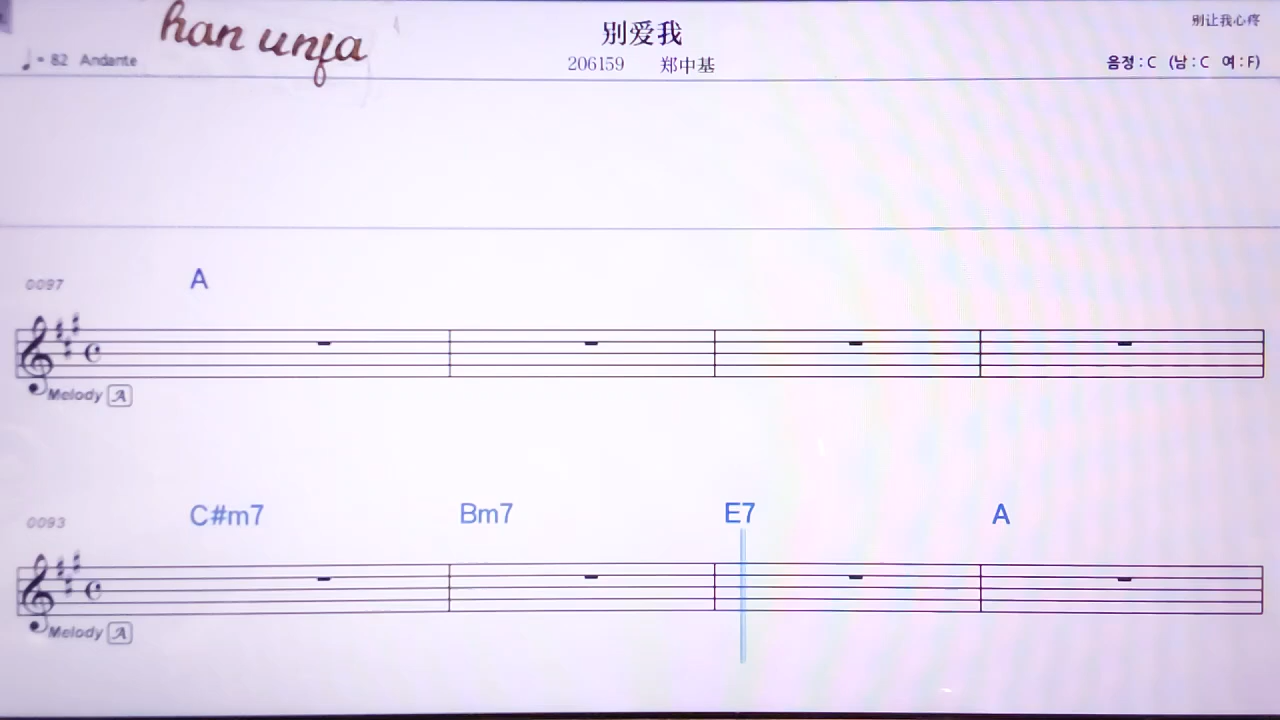 han unfa
别爱我
别让我心疼
♩= 82 Andante
206159 郑中基
음정 : C (남 : C 여 : F)
0097 A
Melody A
0093 C#m7 Bm7 E7 A
Melody A